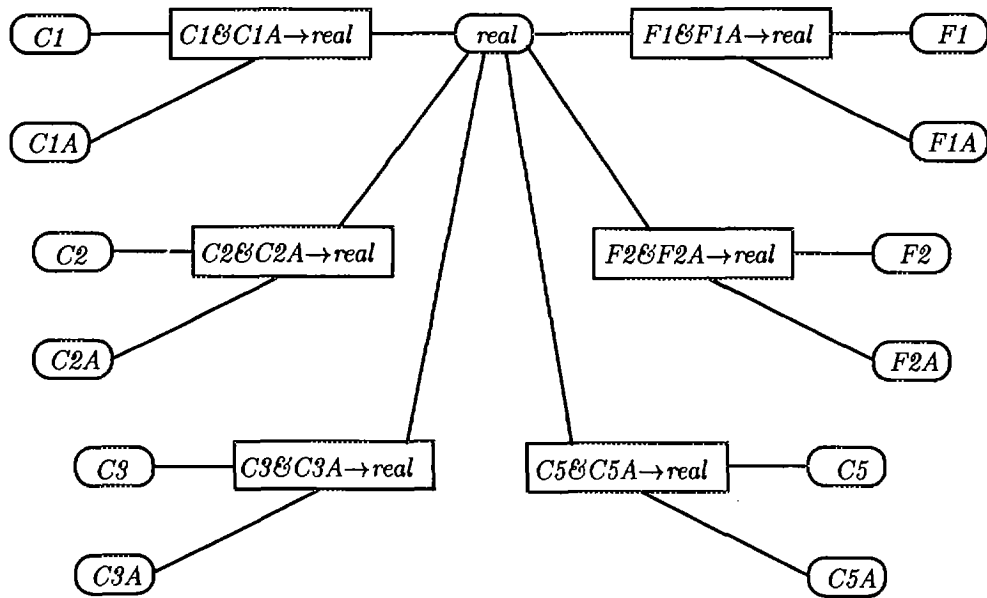 C1 C1&C1A→real real F1&F1A→real F1
C1A F1A
C2 C2&C2A→real F2&F2A→real F2
C2A F2A
C3 C3&C3A→real C5&C5A→real C5
C3A C5A